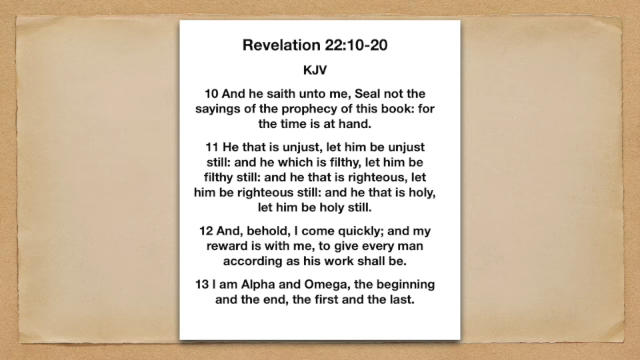 Revelation 22:10-20
KJV
10 And he saith unto me, Seal not the
sayings of the prophecy of this book: for
the time is at hand.
11 He that is unjust, let him be unjust
still: and he which is filthy, let him be
filthy still: and he that is righteous, let
him be righteous still: and he that is holy,
let him be holy still.
12 And, behold, I come quickly; and my
reward is with me, to give every man
according as his work shall be.
13 I am Alpha and Omega, the beginning
and the end, the first and the last.